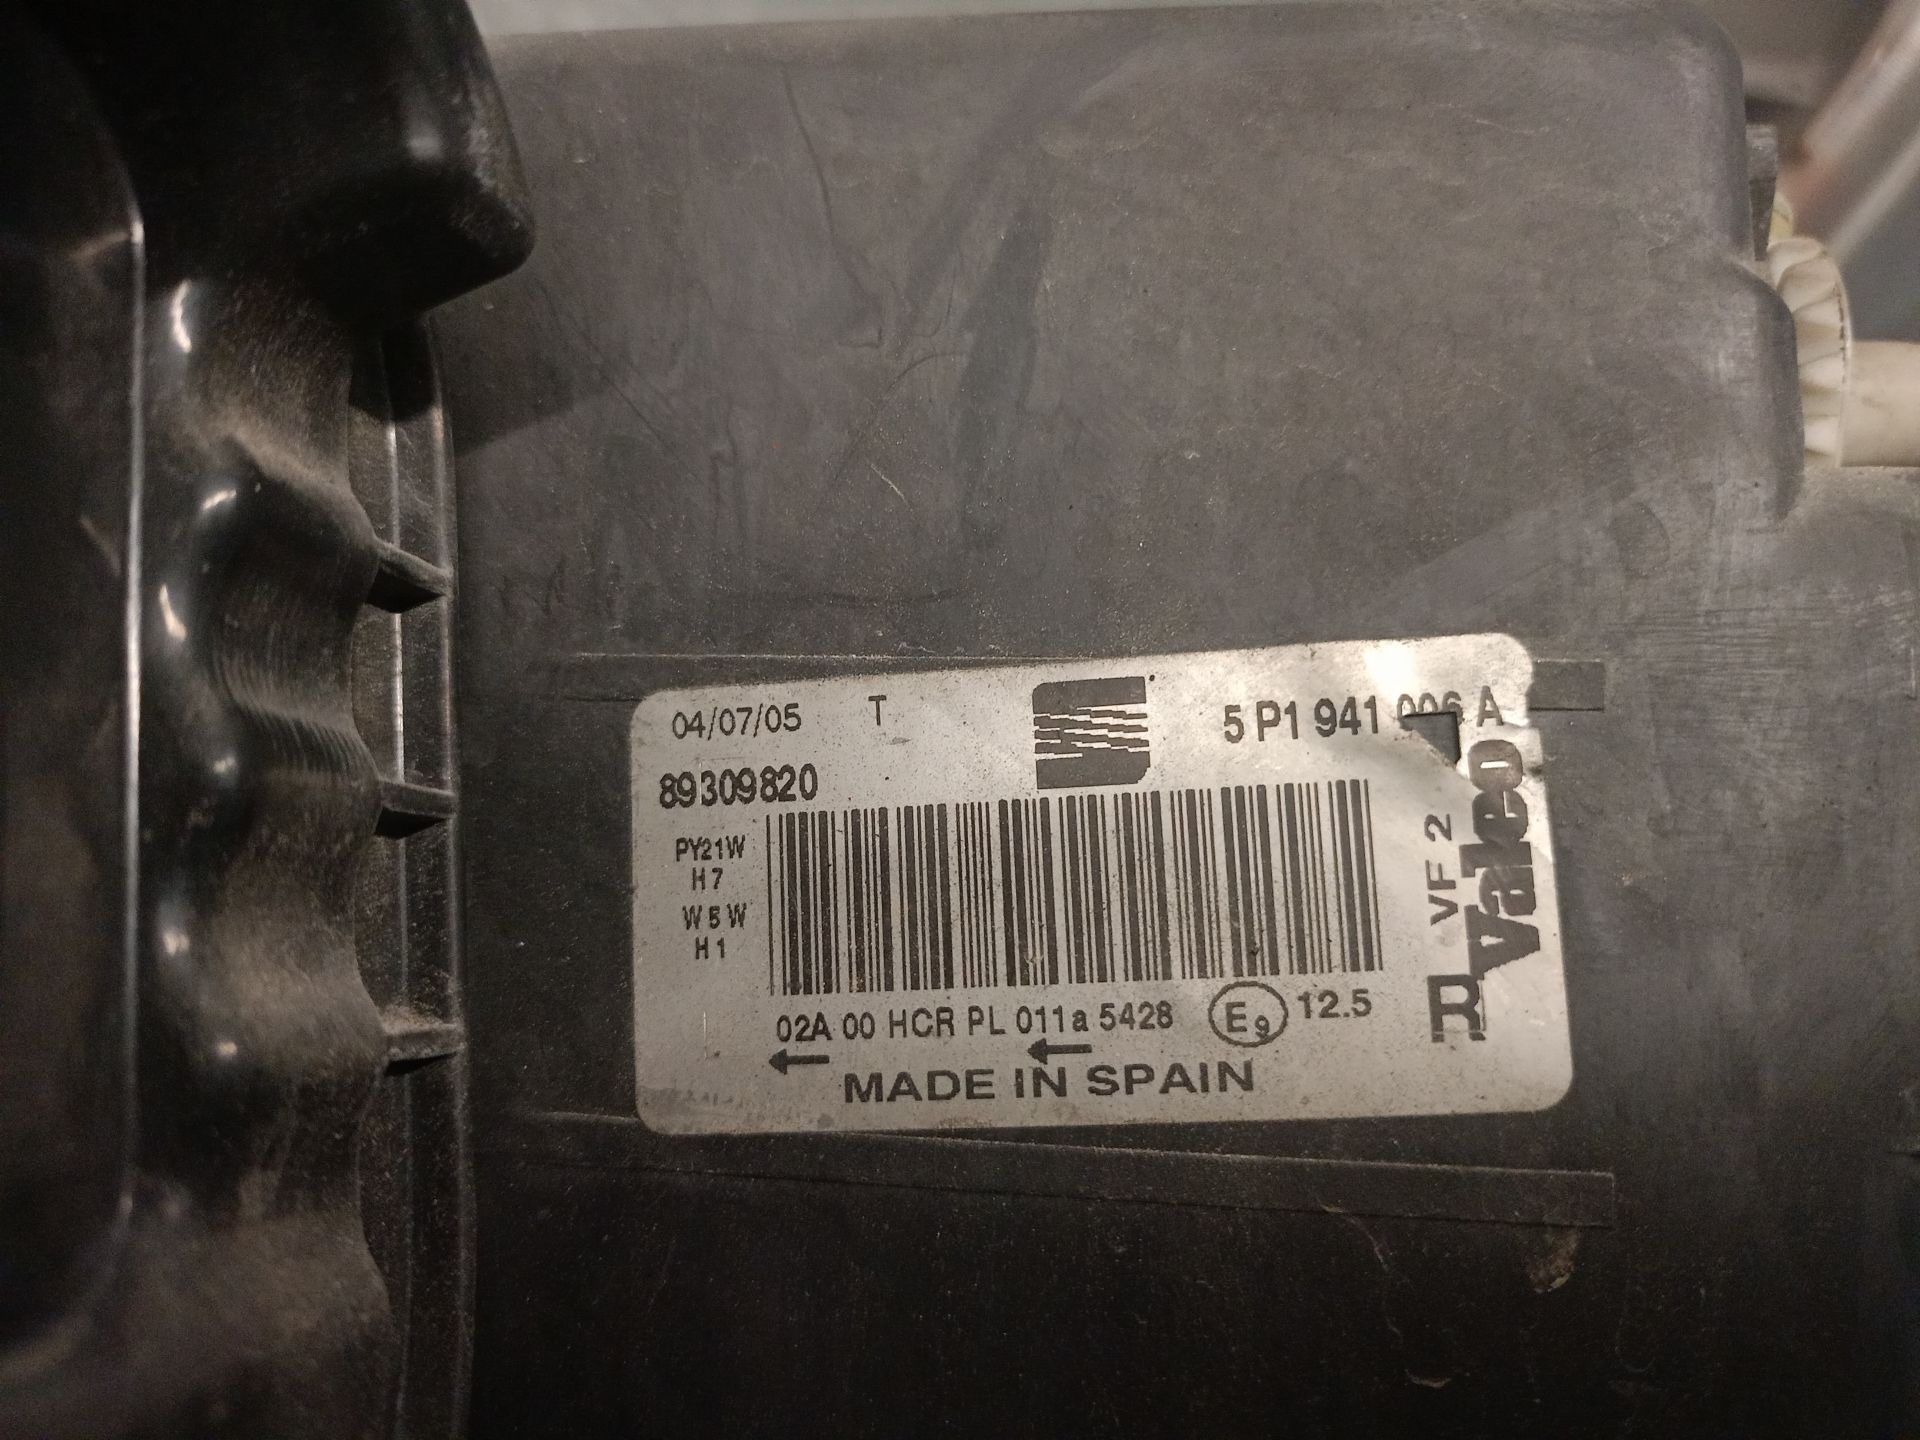 04/07/05 T 5 P1 941 006 A
89309820
PY21W
H7
W5W
H1
VF 2
Valeo
R
02A 00 HCR PL 011a 5428 E9 12.5
MADE IN SPAIN